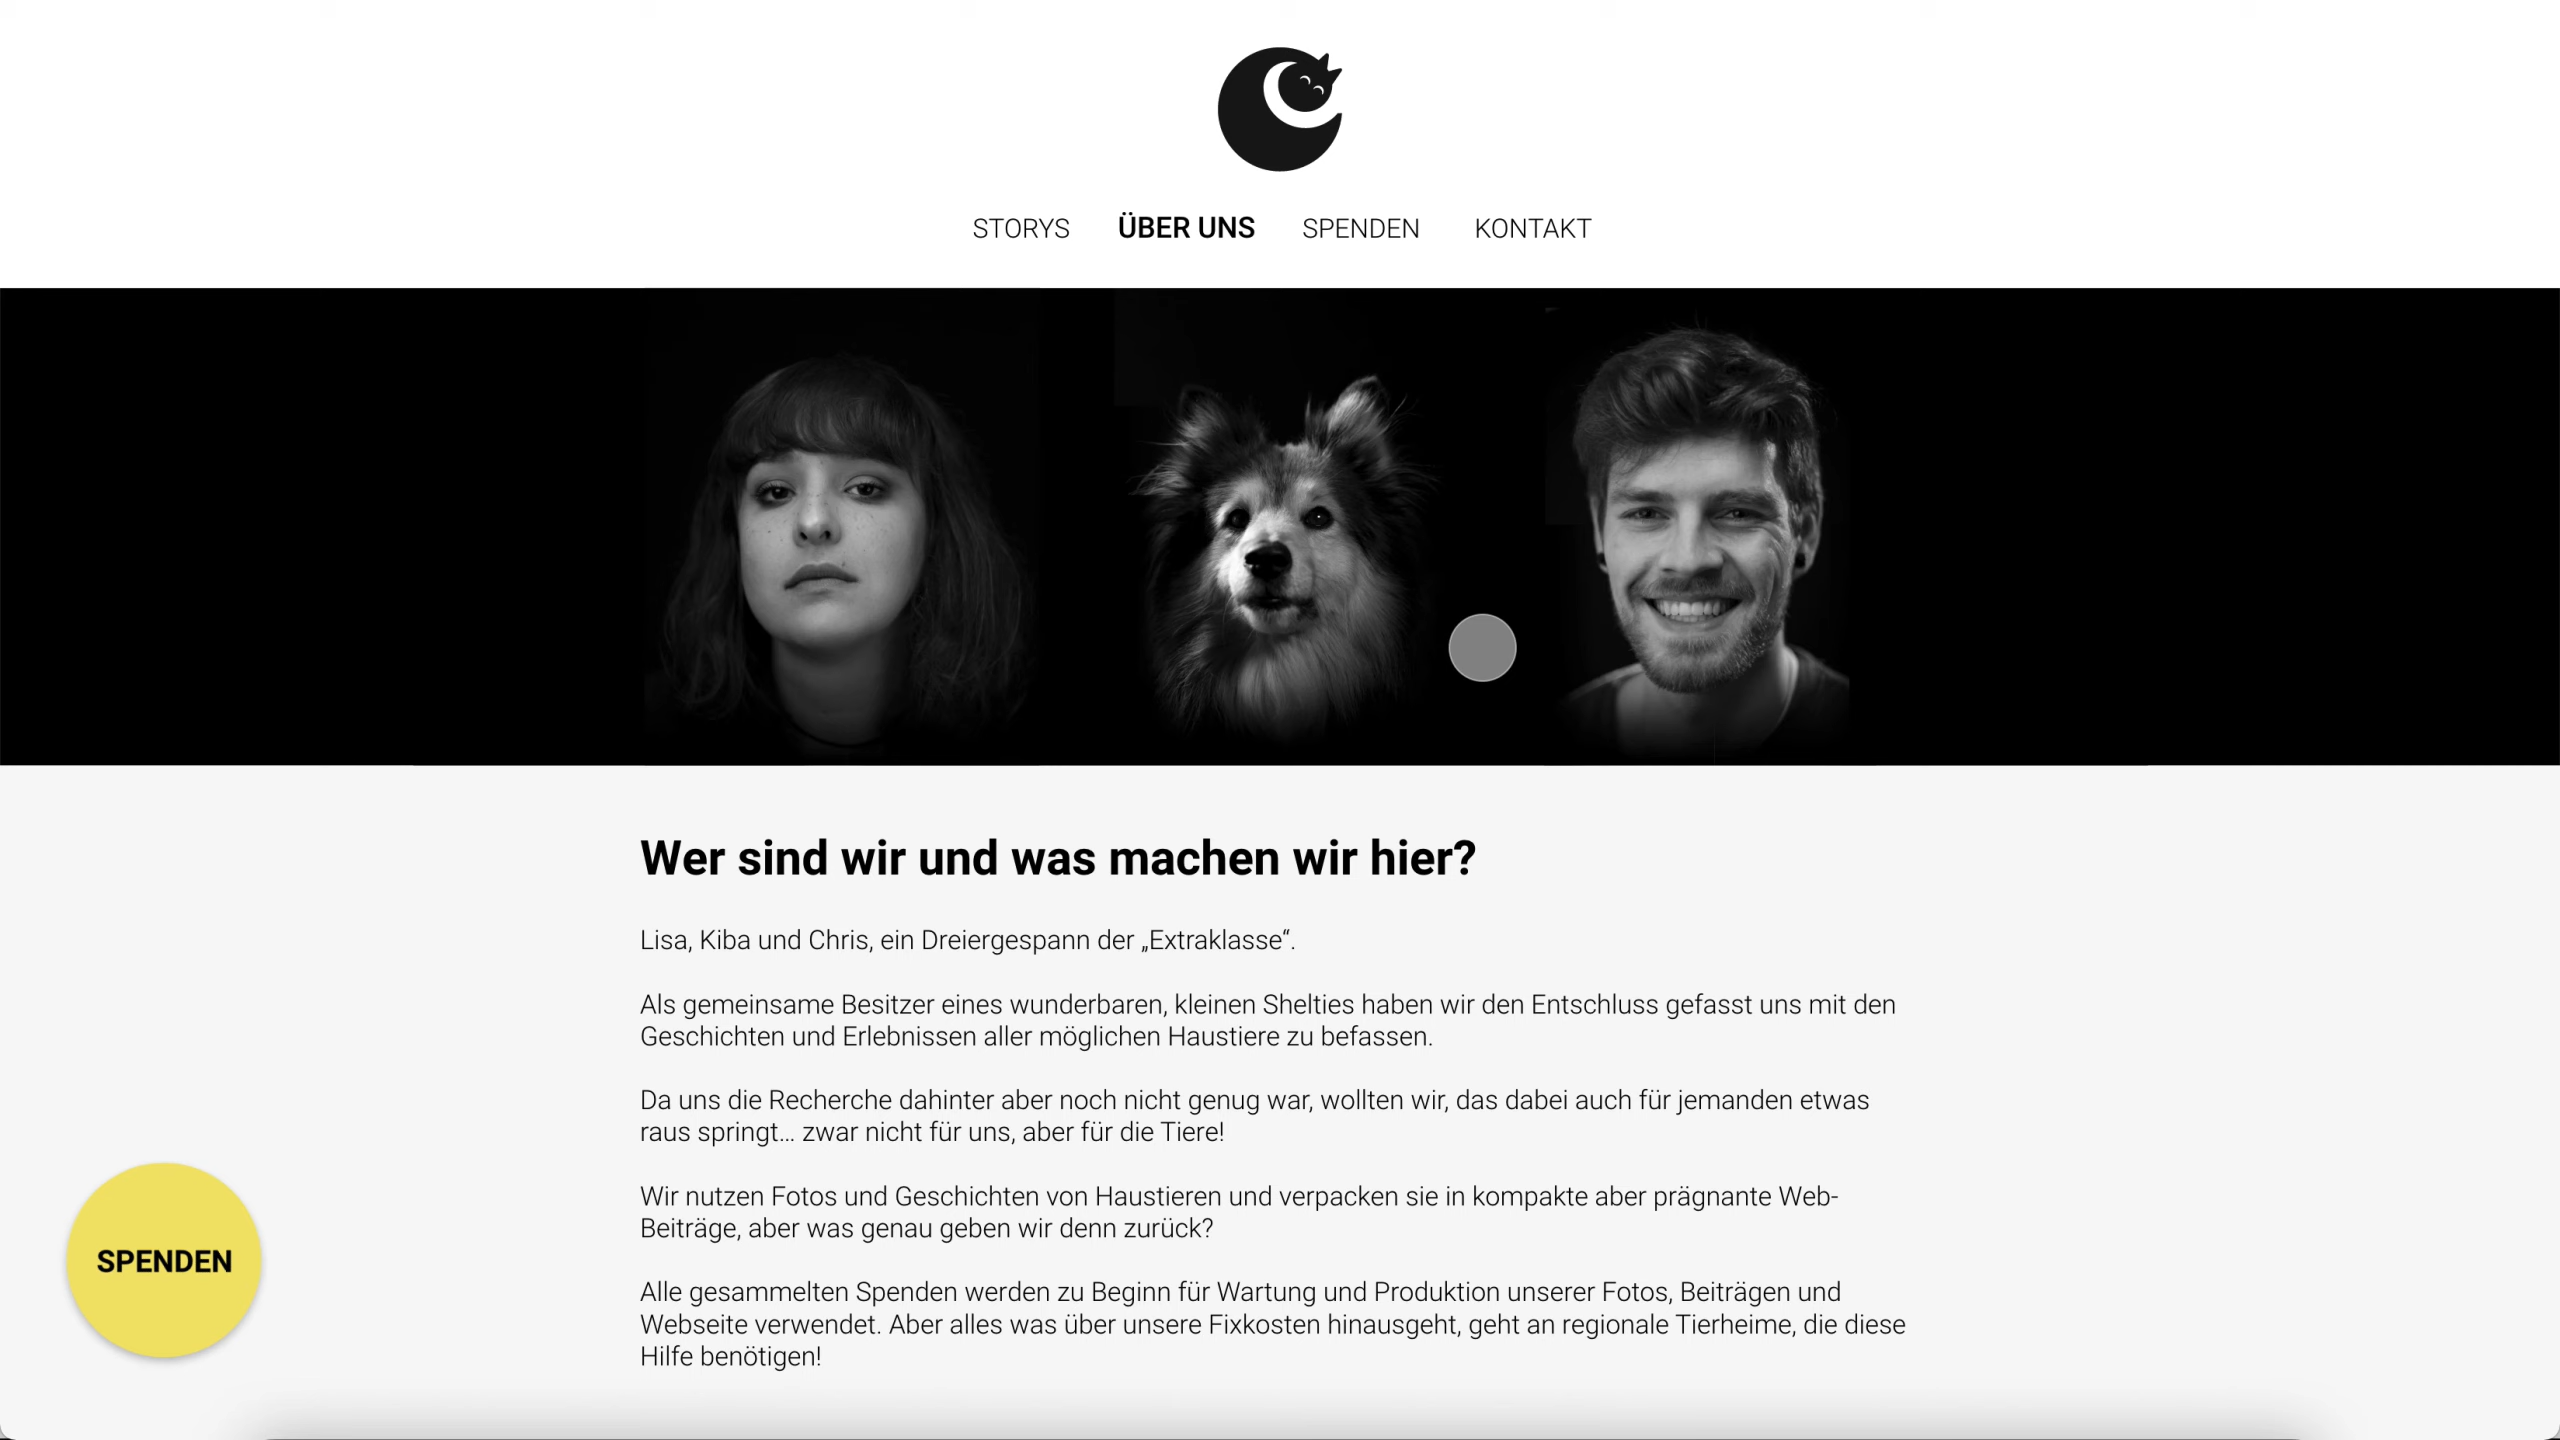 STORYS ÜBER UNS SPENDEN KONTAKT
Wer sind wir und was machen wir hier?
Lisa, Kiba und Chris, ein Dreiergespann der „Extraklasse“.
Als gemeinsame Besitzer eines wunderbaren, kleinen Shelties haben wir den Entschluss gefasst uns mit den
Geschichten und Erlebnissen aller möglichen Haustiere zu befassen.
Da uns die Recherche dahinter aber noch nicht genug war, wollten wir, das dabei auch für jemanden etwas
raus springt... zwar nicht für uns, aber für die Tiere!
Wir nutzen Fotos und Geschichten von Haustieren und verpacken sie in kompakte aber prägnante Web-
Beiträge, aber was genau geben wir denn zurück?
Alle gesammelten Spenden werden zu Beginn für Wartung und Produktion unserer Fotos, Beiträgen und
Webseite verwendet. Aber alles was über unsere Fixkosten hinausgeht, geht an regionale Tierheime, die diese
Hilfe benötigen!
SPENDEN